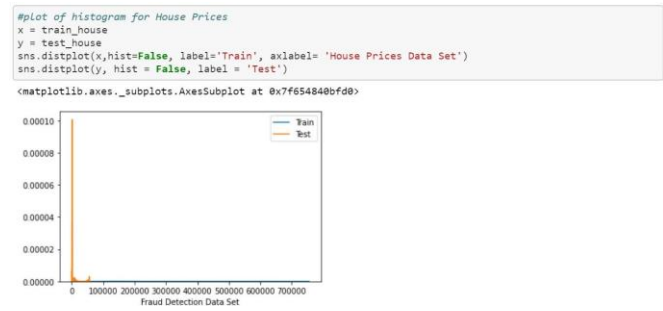 #plot of histogram for House Prices
x = train_house
y = test_house
sns.distplot(x,hist=False, label='Train', axlabel= 'House Prices Data Set')
sns.distplot(y, hist = False, label = 'Test')
<matplotlib.axes._subplots.AxesSubplot at 0x7f654840bfd0>
0.00010
Train
Test
0.00008
0.00006
0.00004
0.00002
0.00000
0 100000 200000 300000 400000 500000 600000 700000
Fraud Detection Data Set